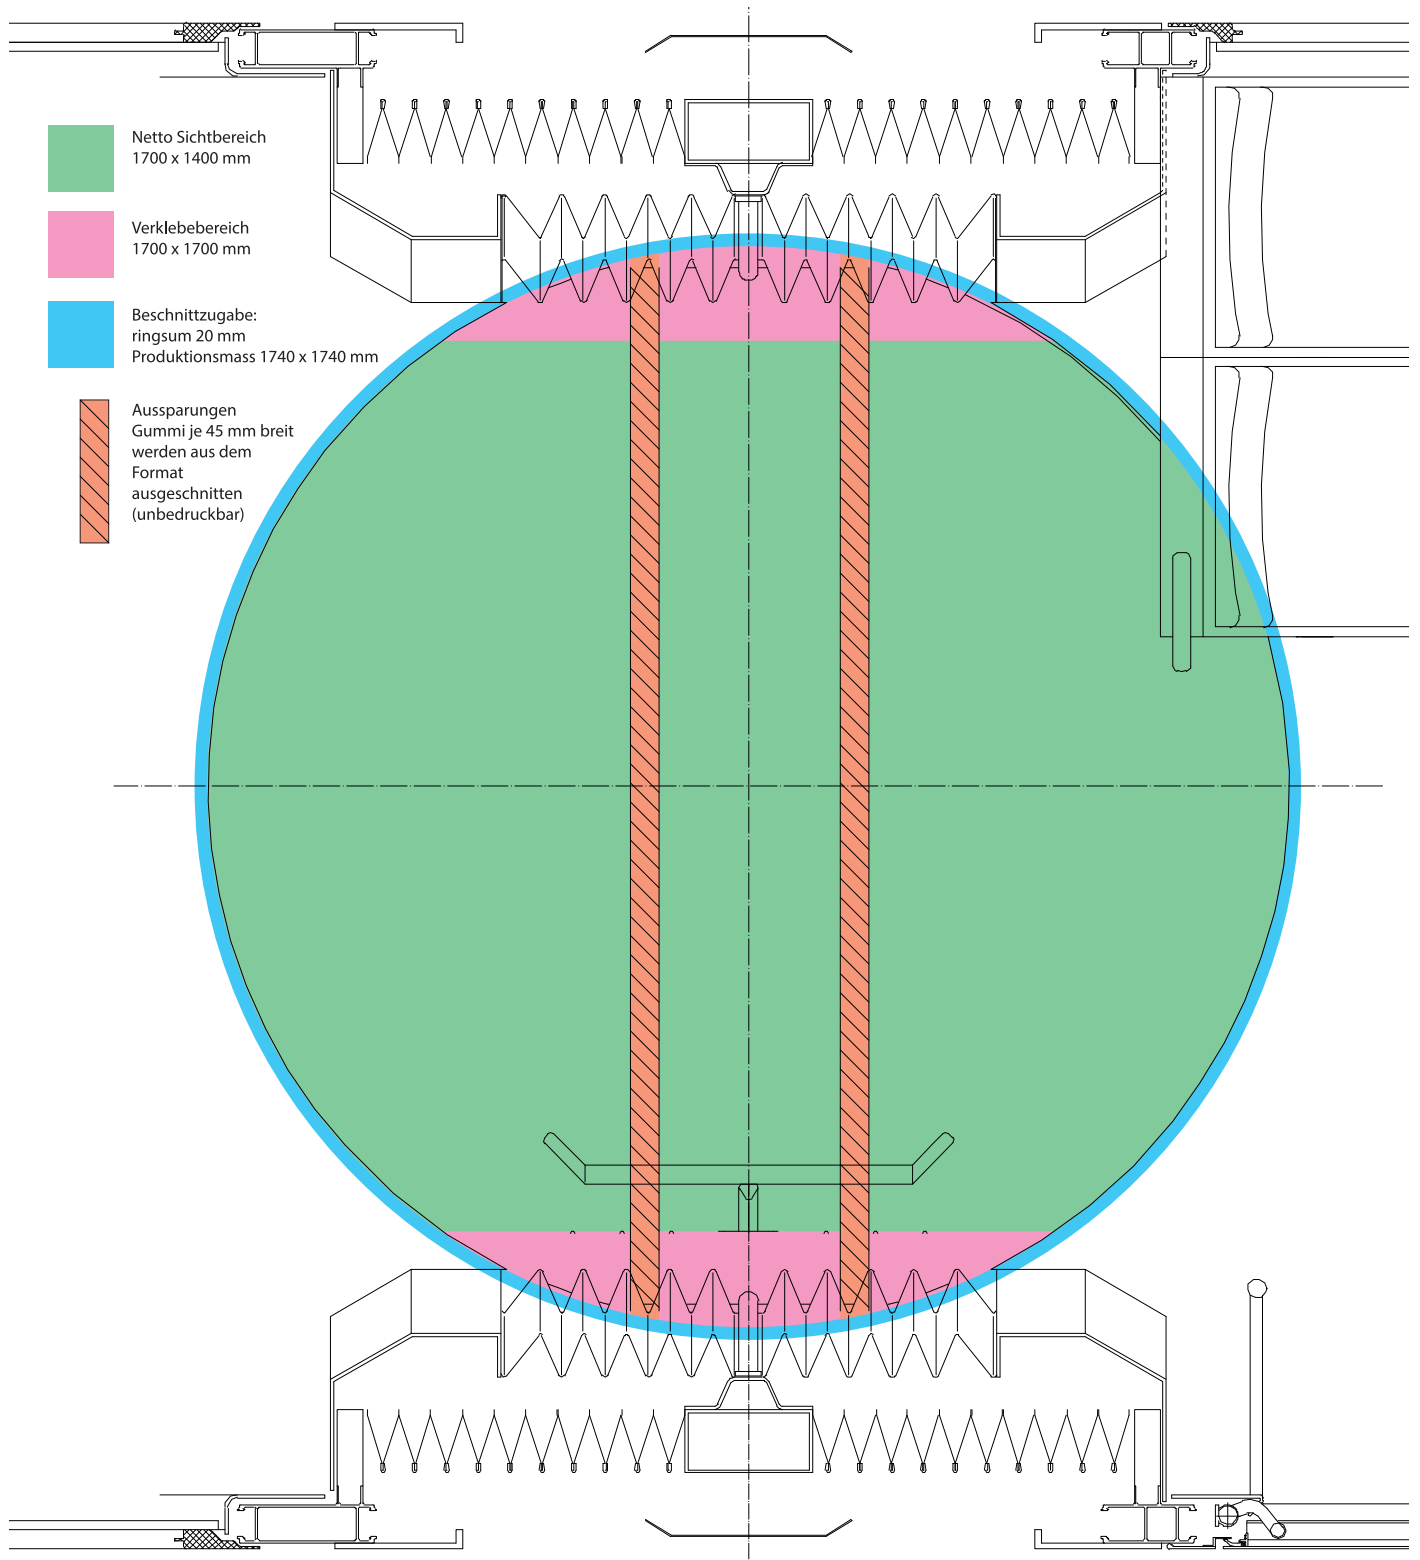 Netto Sichtbereich
1700 x 1400 mm
Verklebebereich
1700 x 1700 mm
Beschnittzugabe:
ringsum 20 mm
Produktionsmass 1740 x 1740 mm
Aussparungen
Gummi je 45 mm breit
werden aus dem
Format
ausgeschnitten
(unbedruckbar)